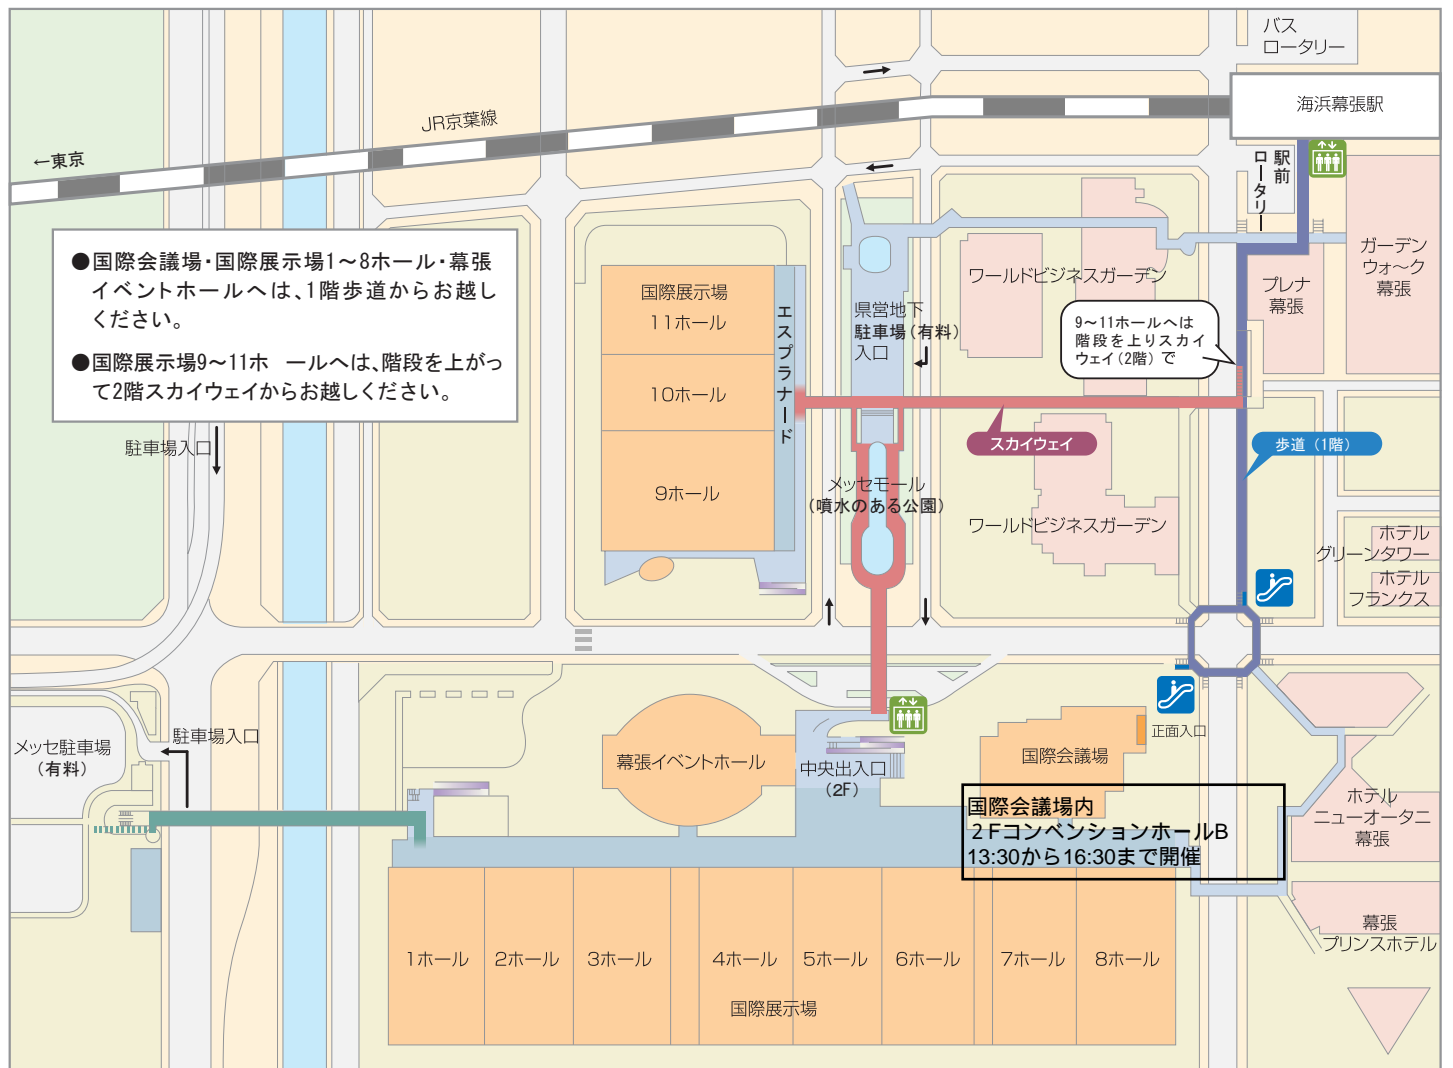 バス
ロータリー
海浜幕張駅
JR京葉線
←東京
駅前
ロータリー
●国際会議場・国際展示場1～8ホール・幕張
イベントホールへは、1階歩道からお越し
ください。
●国際展示場9～11ホ ールへは、階段を上がっ
て2階スカイウェイからお越しください。
国際展示場
11ホール
10ホール
9ホール
エスプラナード
県営地下
駐車場(有料)
入口
ワールドビジネスガーデン
プレナ
幕張
ガーデン
ウォ～ク
幕張
9～11ホールへは
階段を上りスカイ
ウェイ(2階)で
スカイウェイ
歩道(1階)
駐車場入口
メッセモール
(噴水のある公園)
ワールドビジネスガーデン
ホテル
グリーンタワー
ホテル
フランクス
メッセ駐車場
(有料)
駐車場入口
幕張イベントホール
中央出入口
(2F)
国際会議場
正面入口
国際会議場内
2FコンベンションホールB
13:30から16:30まで開催
ホテル
ニューオータニ
幕張
幕張
プリンスホテル
1ホール
2ホール
3ホール
4ホール
5ホール
6ホール
7ホール
8ホール
国際展示場